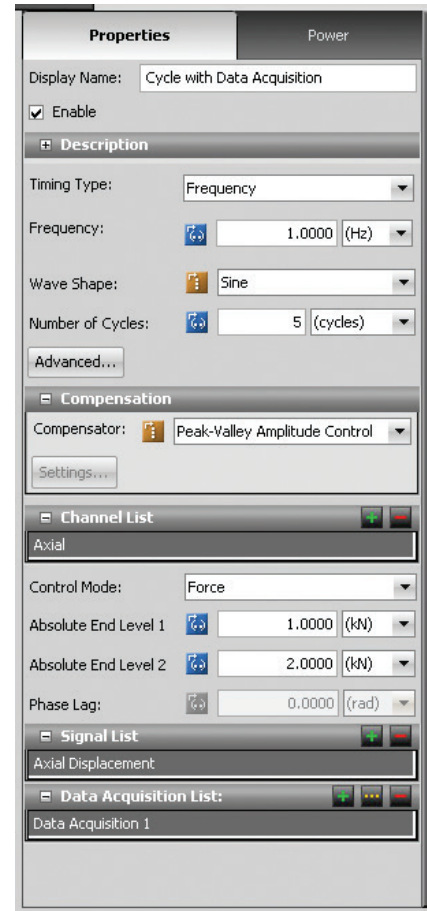 Properties Power
Display Name: Cycle with Data Acquisition
Enable
Description
Timing Type: Frequency
Frequency: 1.0000 (Hz)
Wave Shape: Sine
Number of Cycles: 5 (cycles)
Advanced...
Compensation
Compensator: Peak-Valley Amplitude Control
Settings...
Channel List
Axial
Control Mode: Force
Absolute End Level 1 1.0000 (kN)
Absolute End Level 2 2.0000 (kN)
Phase Lag: 0.0000 (rad)
Signal List
Axial Displacement
Data Acquisition List:
Data Acquisition 1